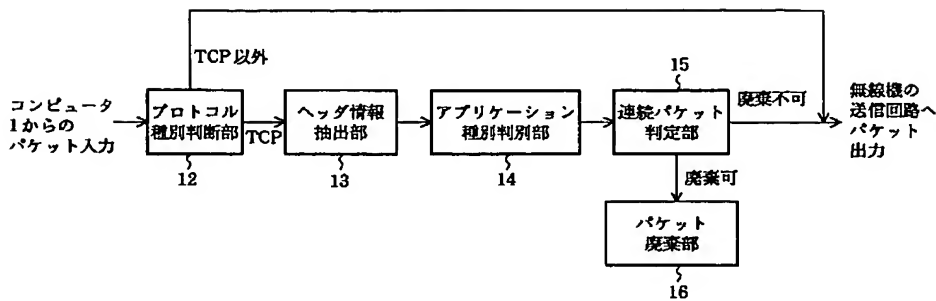 TCP以外
コンピュータ
1からの
パケット入力
プロトコル
種別判断部
12
TCP
ヘッダ情報
抽出部
13
アプリケーション
種別判別部
14
15
連続パケット
判定部
廃棄不可
無線機の
送信回路へ
パケット
出力
廃棄可
パケット
廃棄部
16